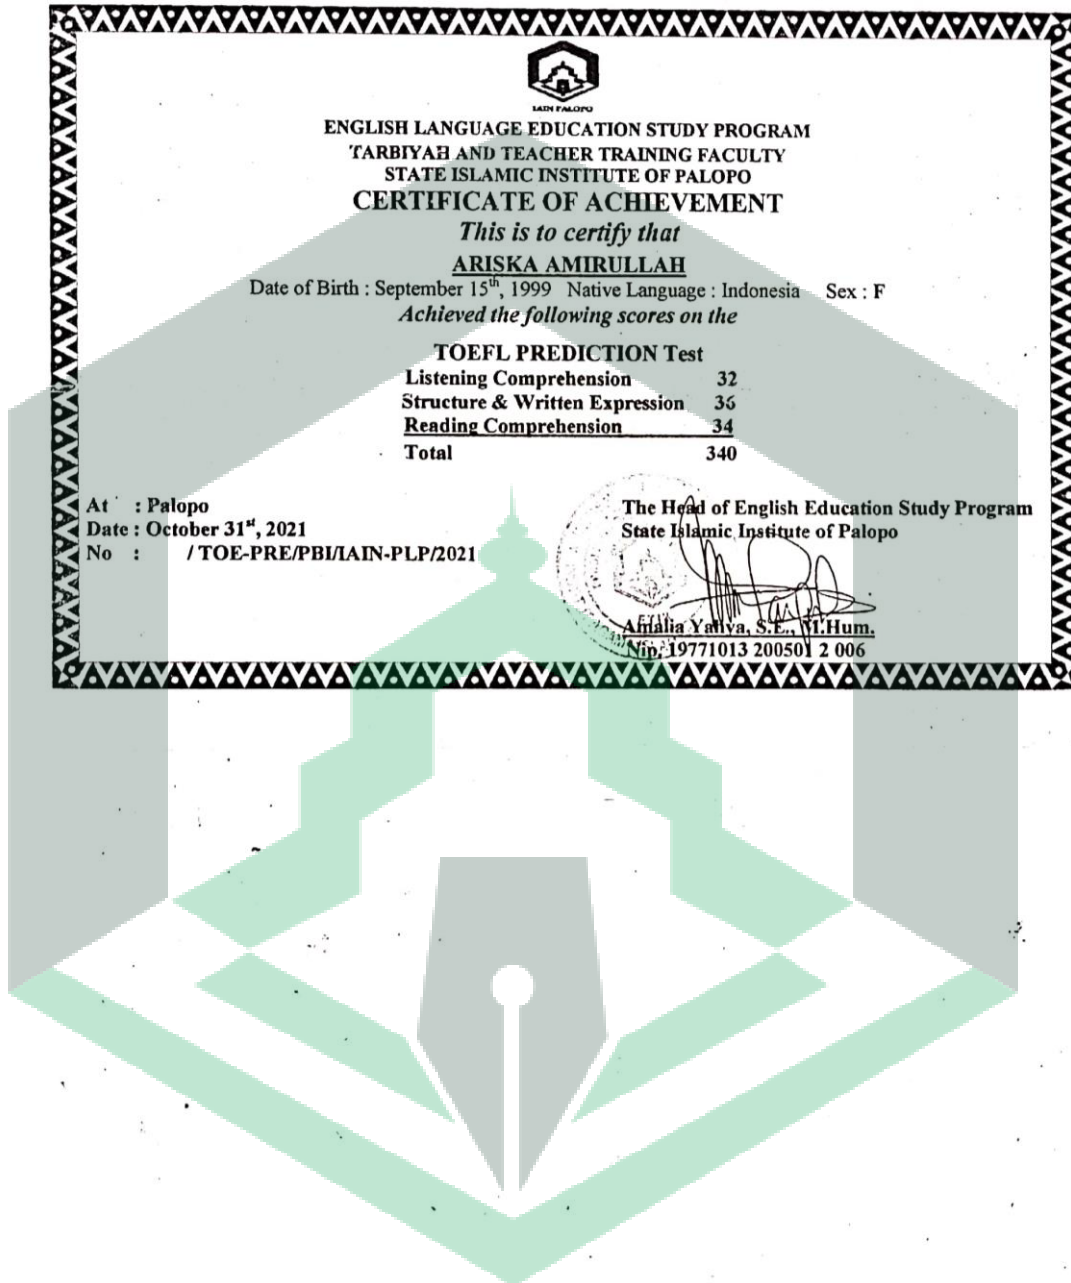 IAIN PALOPO
ENGLISH LANGUAGE EDUCATION STUDY PROGRAM
TARBIYAH AND TEACHER TRAINING FACULTY
STATE ISLAMIC INSTITUTE OF PALOPO
CERTIFICATE OF ACHIEVEMENT
This is to certify that
ARISKA AMIRULLAH
Date of Birth : September 15th, 1999 Native Language : Indonesia Sex : F
Achieved the following scores on the
TOEFL PREDICTION Test
Listening Comprehension 32
Structure & Written Expression 36
Reading Comprehension 34
Total 340
At : Palopo
Date : October 31st, 2021
No : / TOE-PRE/PBI/IAIN-PLP/2021
The Head of English Education Study Program
State Islamic Institute of Palopo
Amalia Yahya, S.E., M.Hum.
Nip. 19771013 200501 2 006